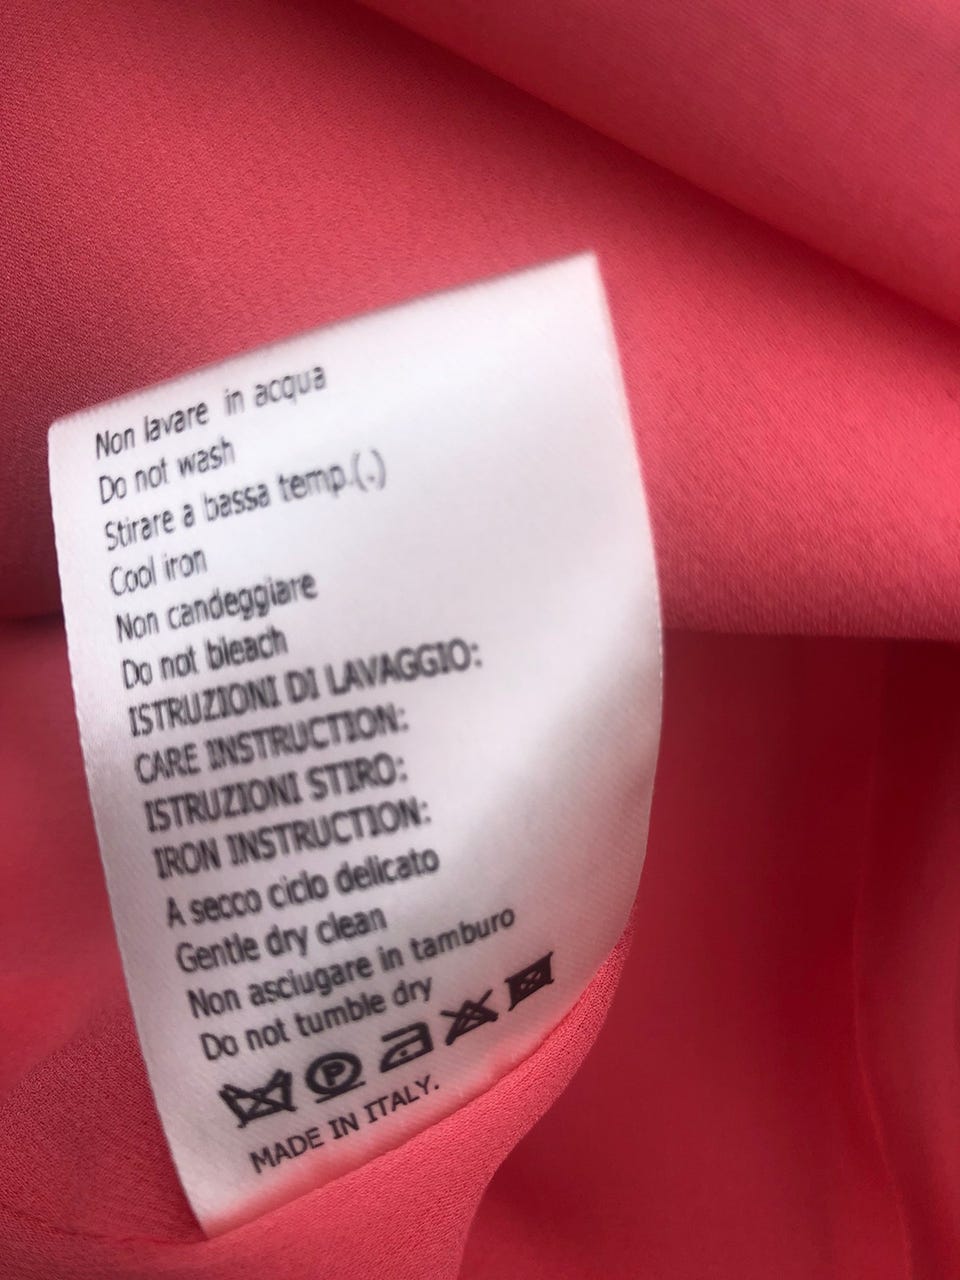 Non lavare in acqua
Do not wash
Stirare a bassa temp.(.)
Cool iron
Non candeggiare
Do not bleach
ISTRUZIONI DI LAVAGGIO:
CARE INSTRUCTION:
ISTRUZIONI STIRO:
IRON INSTRUCTION:
A secco ciclo delicato
Gentle dry clean
Non asciugare in tamburo
Do not tumble dry
P
MADE IN ITALY.